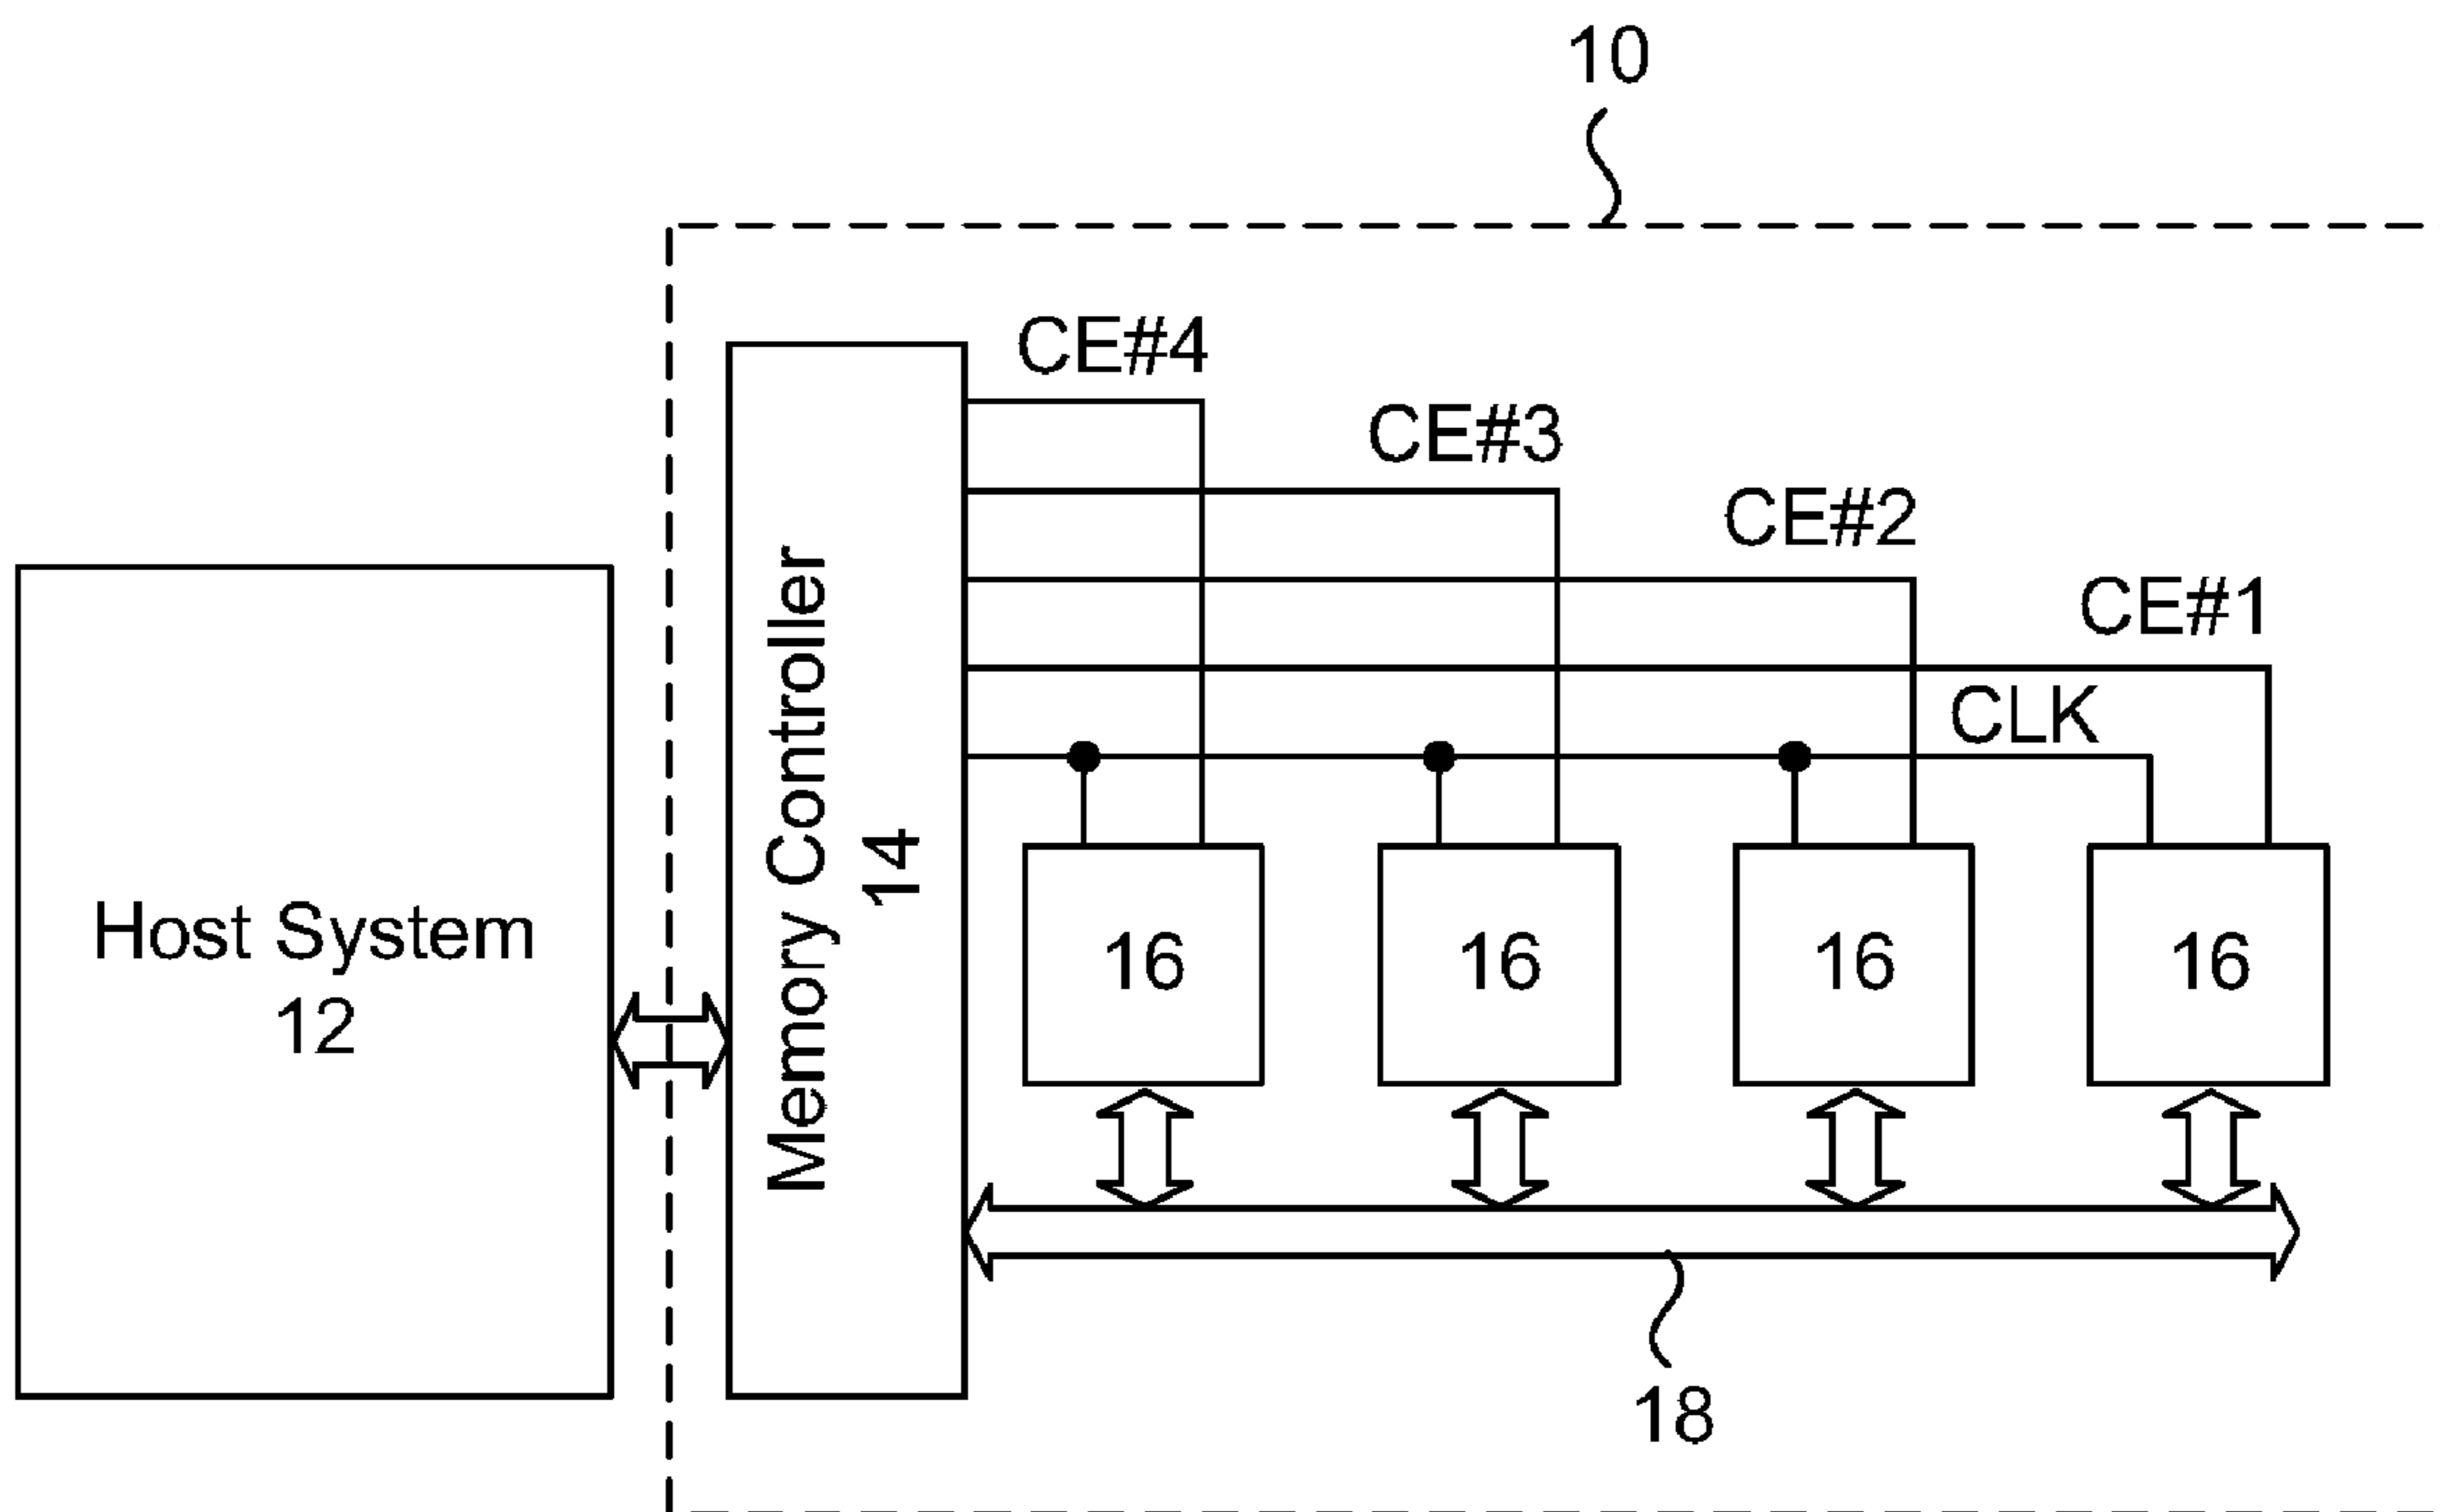 10
CE#4
CE#3
CE#2
CE#1
CLK
Memory Controller
14
Host System
12
16
16
16
16
18